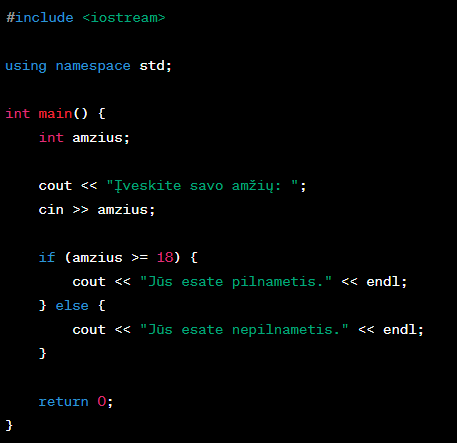 #include <iostream>
using namespace std;
int main() {
int amzius;
cout << "Įveskite savo amžių: ";
cin >> amzius;
if (amzius >= 18) {
cout << "Jūs esate pilnametis." << endl;
} else {
cout << "Jūs esate nepilnametis." << endl;
}
return 0;
}